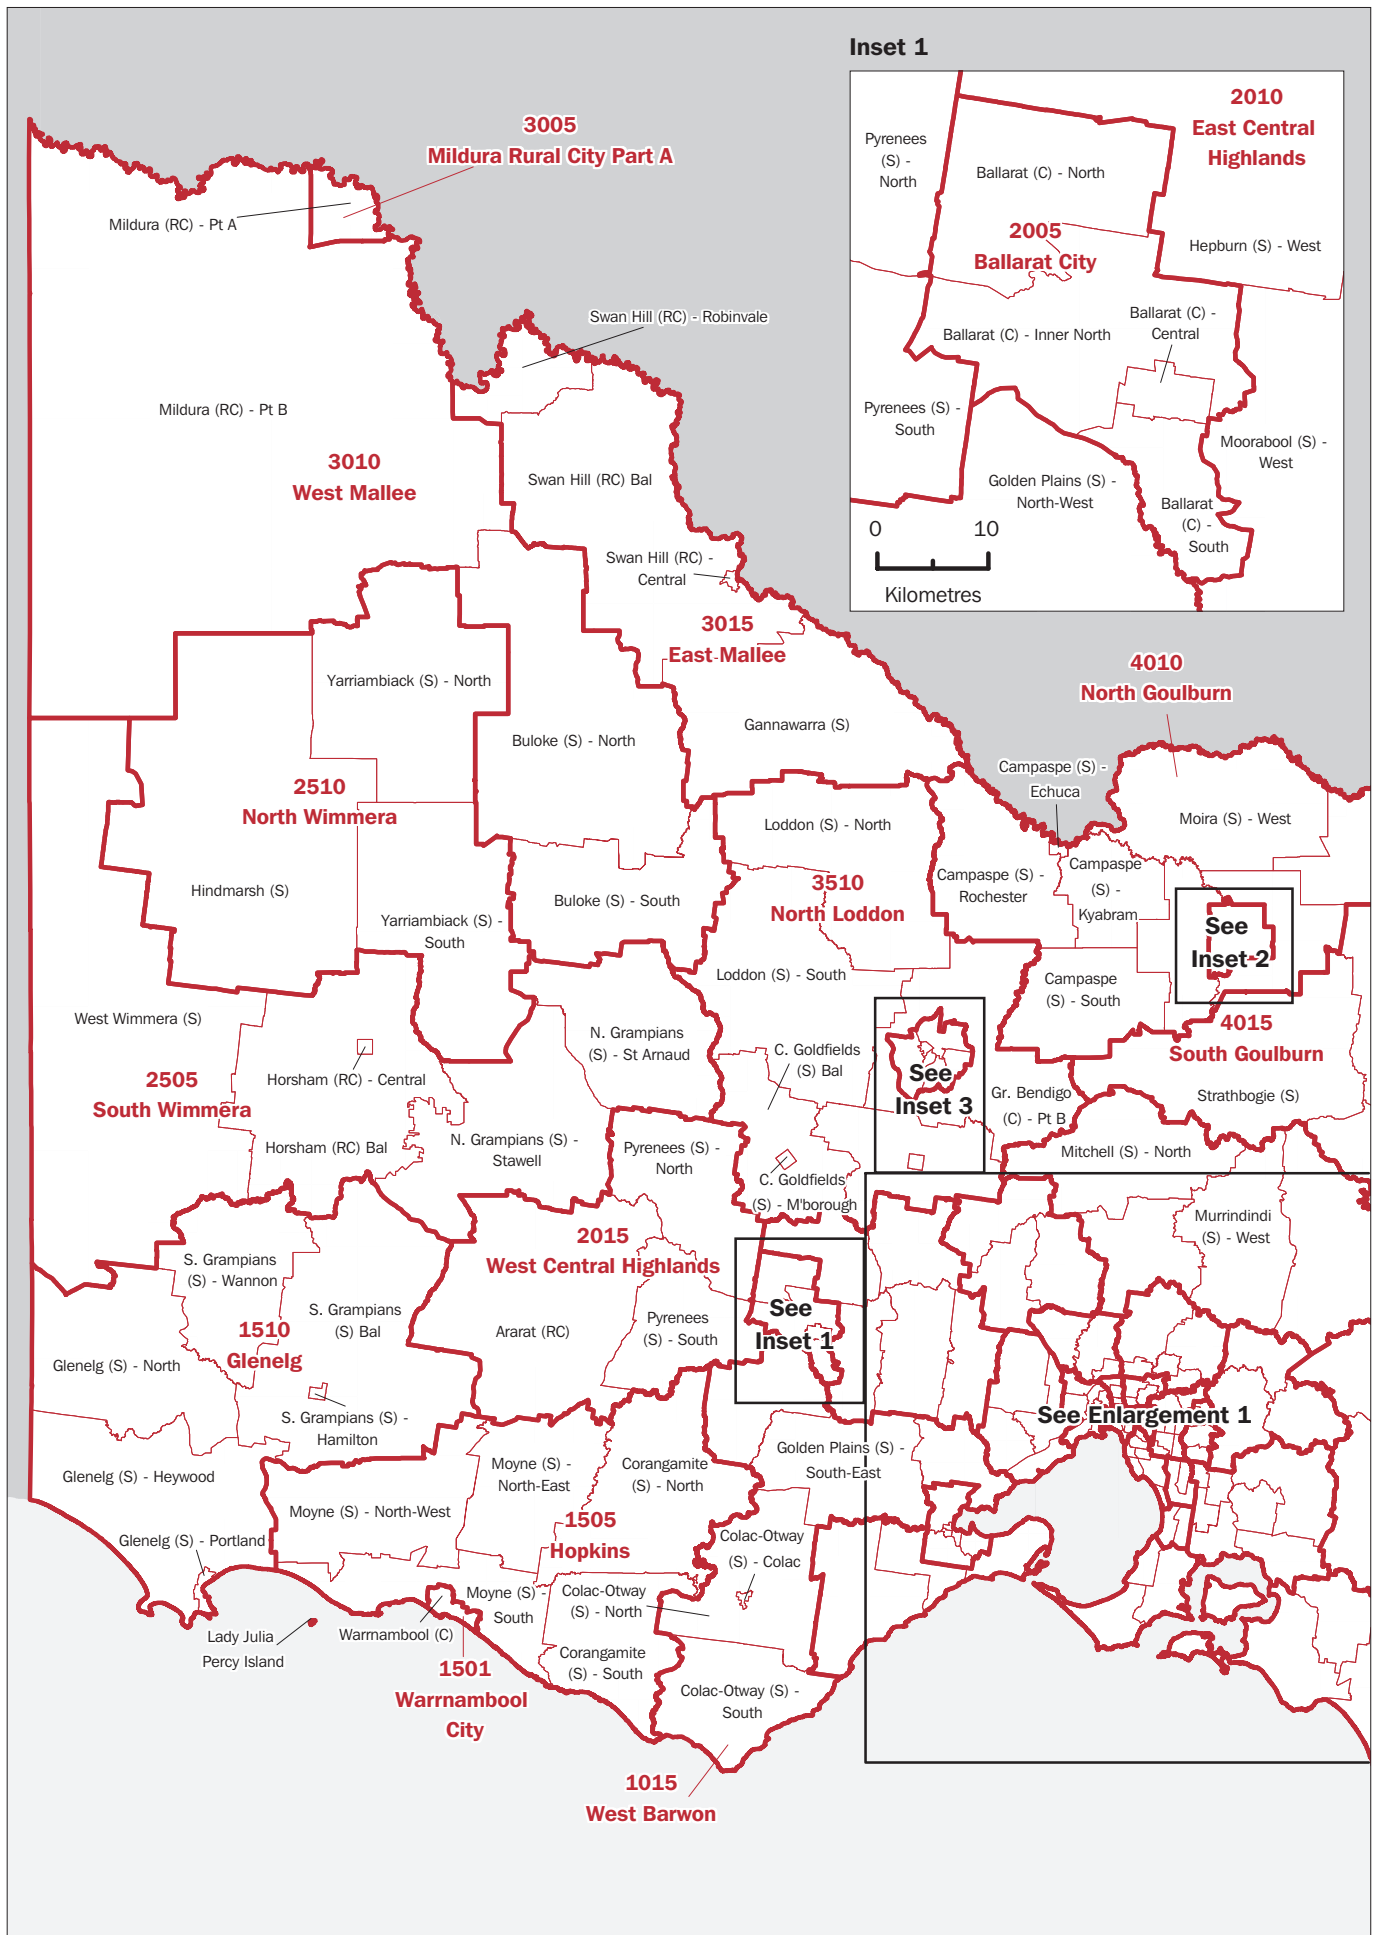 Inset 1
2010
East Central
Highlands
Pyrenees
(S) -
North
Ballarat (C) - North
2005
Ballarat City
Hepburn (S) - West
Ballarat (C) -
Central
Ballarat (C) - Inner North
Pyrenees (S) -
South
Moorabool (S) -
West
Golden Plains (S) -
North-West
Ballarat
(C) -
South
0 10
Kilometres
3005
Mildura Rural City Part A
Mildura (RC) - Pt A
Swan Hill (RC) - Robinvale
Mildura (RC) - Pt B
3010
West Mallee
Swan Hill (RC) Bal
Swan Hill (RC) -
Central
3015
East Mallee
4010
North Goulburn
Yarriambiack (S) - North
Buloke (S) - North
Gannawarra (S)
Campaspe (S) -
Echuca
2510
North Wimmera
Loddon (S) - North
Moira (S) - West
Hindmarsh (S)
Yarriambiack (S) -
South
Buloke (S) - South
3510
North Loddon
Campaspe (S) -
Rochester
Campaspe
(S) -
Kyabram
See
Inset 2
Loddon (S) - South
Campaspe
(S) - South
West Wimmera (S)
N. Grampians
(S) - St Arnaud
4015
South Goulburn
C. Goldfields
(S) Bal
See
Inset 3
2505
South Wimmera
Horsham (RC) - Central
Gr. Bendigo
(C) - Pt B
Strathbogie (S)
Horsham (RC) Bal
N. Grampians (S) -
Stawell
Pyrenees (S) -
North
Mitchell (S) - North
C. Goldfields
(S) - M'borough
Murrindindi
(S) - West
2015
West Central Highlands
S. Grampians
(S) - Wannon
S. Grampians
(S) Bal
1510
Glenelg
Ararat (RC)
Pyrenees
(S) - South
See
Inset 1
Glenelg (S) - North
S. Grampians (S) -
Hamilton
See Enlargement 1
Golden Plains (S) -
South-East
Glenelg (S) - Heywood
Moyne (S) -
North-East
Corangamite
(S) - North
Moyne (S) - North-West
1505
Hopkins
Glenelg (S) - Portland
Colac-Otway
(S) - Colac
Moyne (S) -
South
Colac-Otway
(S) - North
Lady Julia
Percy Island
Warrnambool (C)
Corangamite
(S) - South
1501
Warrnambool
City
Colac-Otway (S) -
South
1015
West Barwon